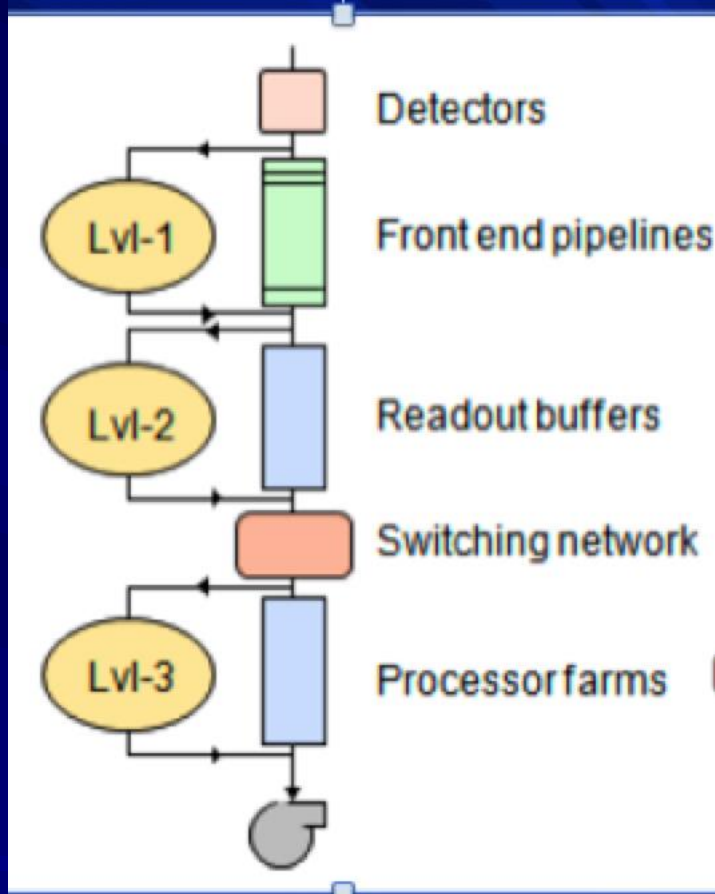 Detectors
Lvl-1
Front end pipelines
Lvl-2
Readout buffers
Switching network
Lvl-3
Processor farms